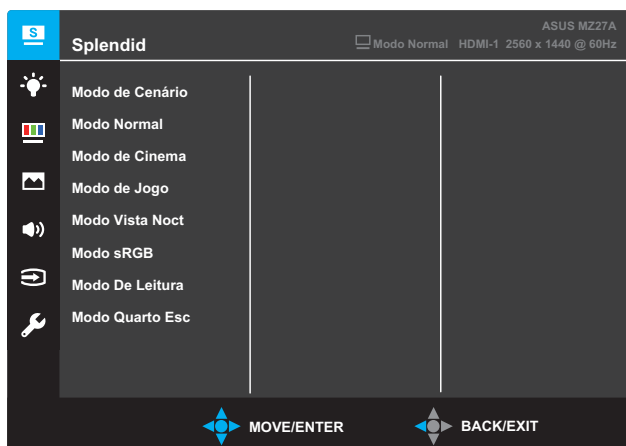 S
ASUS MZ27A
Splendid
Modo Normal HDMI-1 2560 x 1440 @ 60Hz
Modo de Cenário
Modo Normal
Modo de Cinema
Modo de Jogo
Modo Vista Noct
Modo sRGB
Modo De Leitura
Modo Quarto Esc
MOVE/ENTER
BACK/EXIT